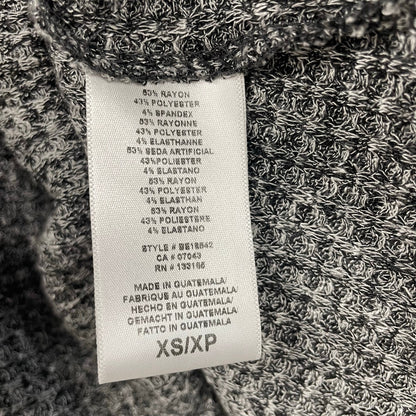 53% RAYON
43% POLYESTER
4% SPANDEX
53% RAYONNE
43% POLYESTER
4% ELASTHANNE
53% SEDA ARTIFICIAL
43% POLIESTER
4% ELASTANO
53% RAYON
43% POLYESTER
4% ELASTHAN
53% RAYON
43% POLIESTERE
4% ELASTANO
STYLE # BE16542
CA # 07043
RN # 133185
MADE IN GUATEMALA/
FABRIQUE AU GUATEMALA/
HECHO EN GUATEMALA/
GEMACHT IN GUATEMALA/
FATTO IN GUATEMALA
XS/XP